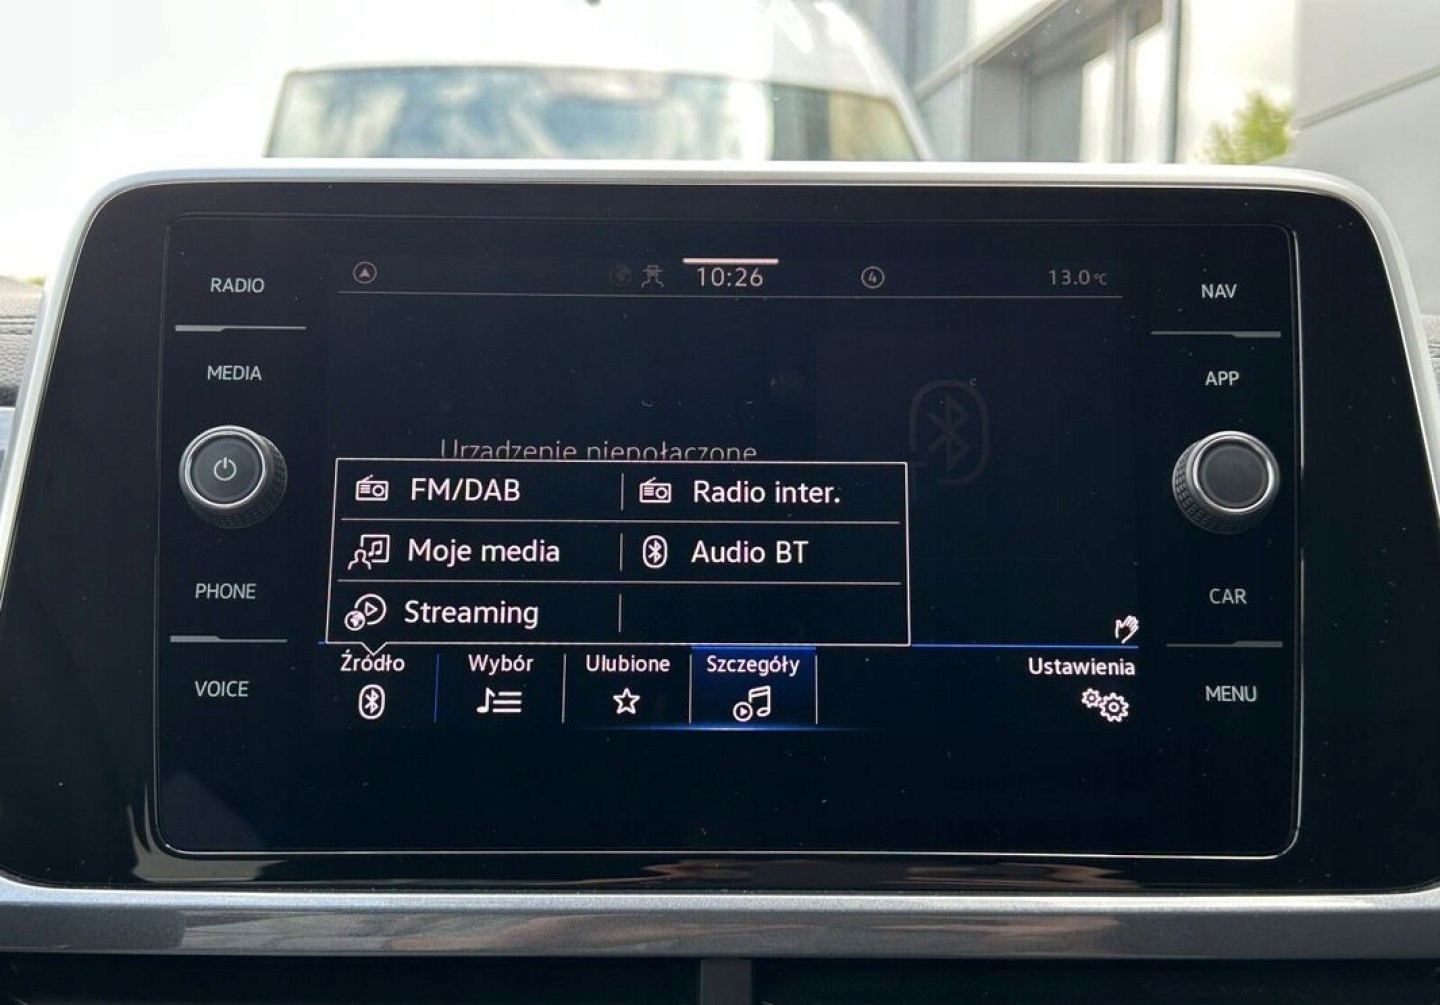 RADIO
MEDIA
PHONE
VOICE
10:26
4
13.0°C
Urządzenie niepołączone
FM/DAB
Radio inter.
Moje media
Audio BT
Streaming
Źródło
Wybór
Ulubione
Szczegóły
Ustawienia
NAV
APP
CAR
MENU